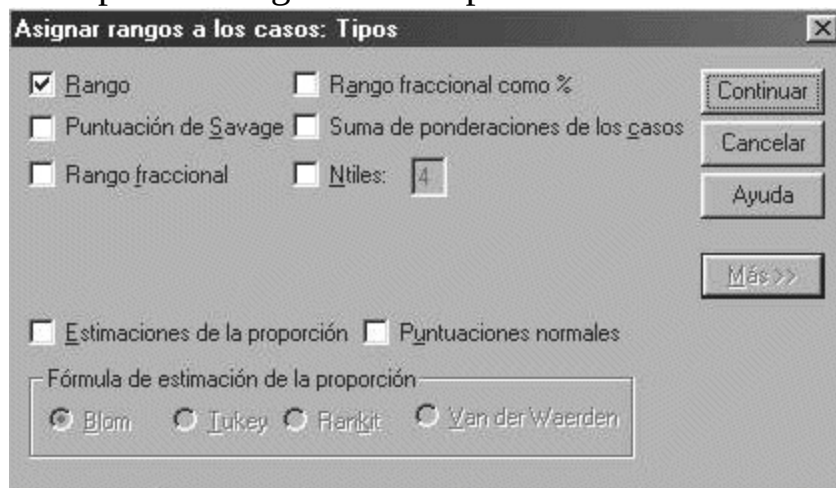 Asignar rangos a los casos: Tipos
Rango Rango fraccional como % Continuar
Puntuación de Savage Suma de ponderaciones de los casos Cancelar
Rango fraccional Ntiles: 4 Ayuda
Más >>
Estimaciones de la proporción Puntuaciones normales
Fórmula de estimación de la proporción
Blom Tukey Rankit Van der Waerden